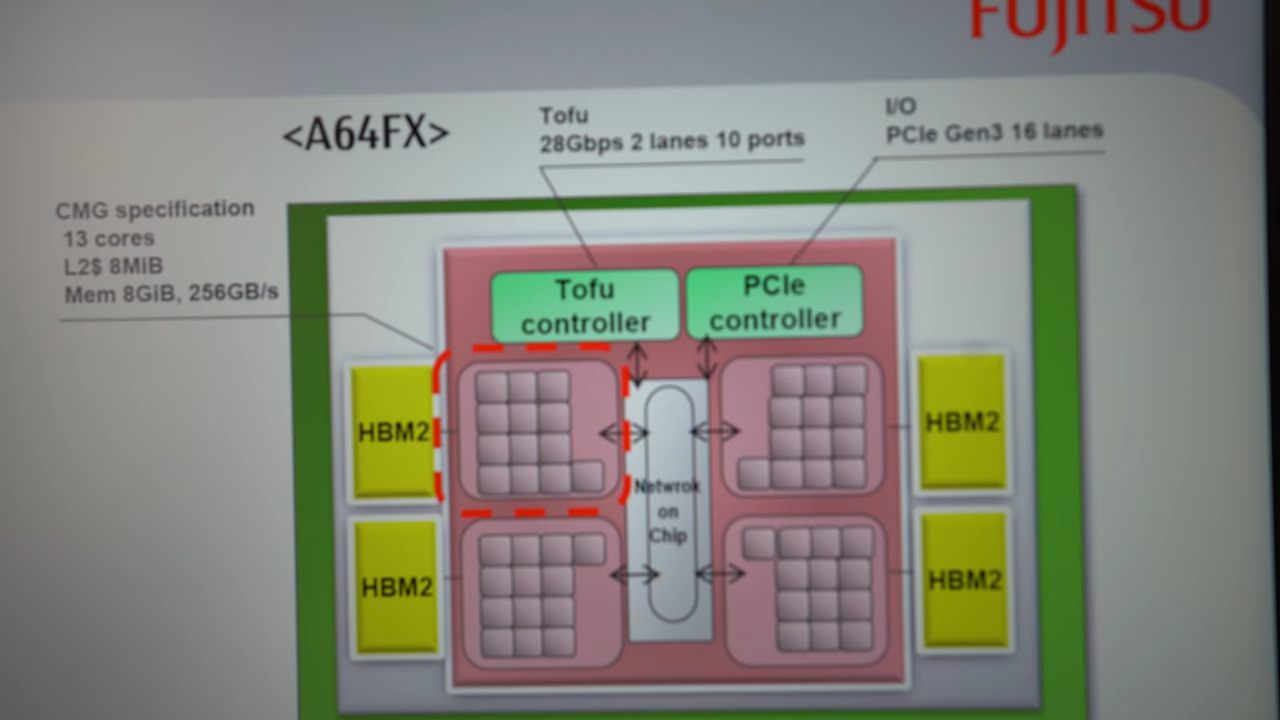 FUJITSU
<A64FX>
Tofu
28Gbps 2 lanes 10 ports
I/O
PCIe Gen3 16 lanes
CMG specification
13 cores
L2$ 8MiB
Mem 8GiB, 256GB/s
Tofu
controller
PCIe
controller
HBM2
HBM2
Netwrok
on
Chip
HBM2
HBM2